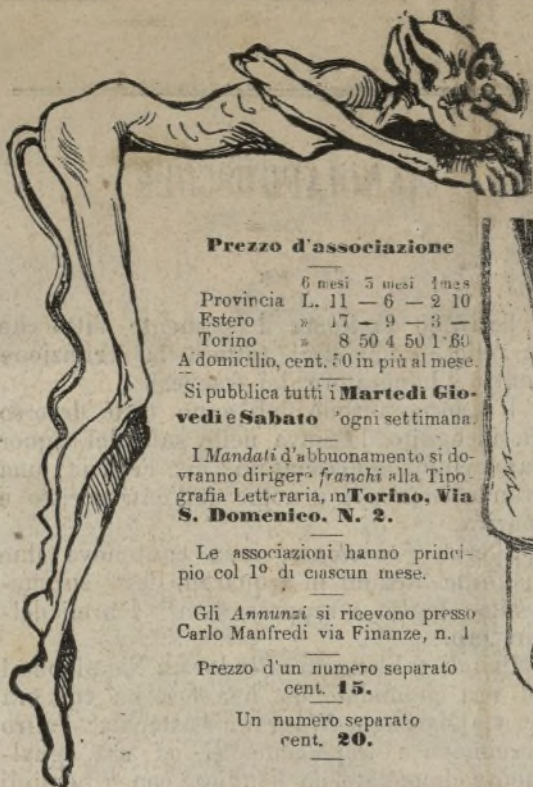 Prezzo d'associazione
6 mesi 3 mesi 1 mes
Provincia L. 11 — 6 — 2 10
Estero » 17 — 9 — 3 —
Torino » 8 50 4 50 1 60
A domicilio, cent. 50 in più al mese.
Si pubblica tutti i Martedì Gio-
vedì e Sabato 'ogni settimana.
I Mandati d'abbuonamento si do-
vranno dirigere franchi alla Tipo-
grafia Letteraria, in Torino, Via
S. Domenico. N. 2.
Le associazioni hanno princi-
pio col 1º di ciascun mese.
Gli Annunzi si ricevono presso
Carlo Manfredi via Finanze, n. 1
Prezzo d'un numero separato
cent. 15.
Un numero separato
cent. 20.